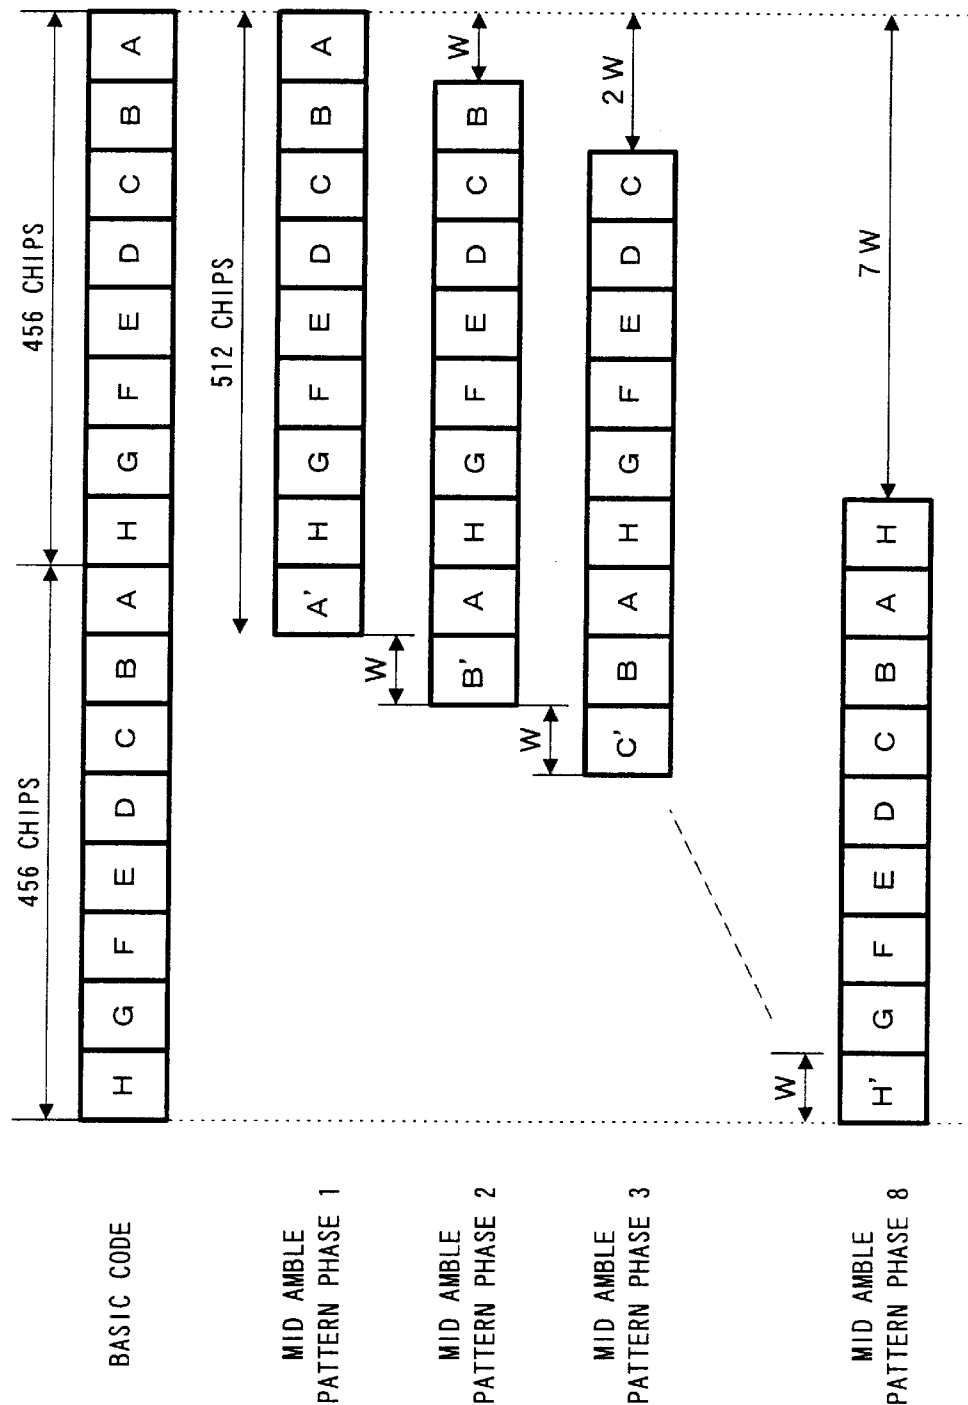 456 CHIPS 456 CHIPS
BASIC CODE H G F E D C B A H G F E D C B A
512 CHIPS
MID AMBLE
PATTERN PHASE 1 A' H G F E D C B A
W
W
MID AMBLE
PATTERN PHASE 2 B' A H G F E D C B
W
2W
MID AMBLE
PATTERN PHASE 3 C' B A H G F E D C
W
7W
MID AMBLE
PATTERN PHASE 8 H' G F E D C B A H